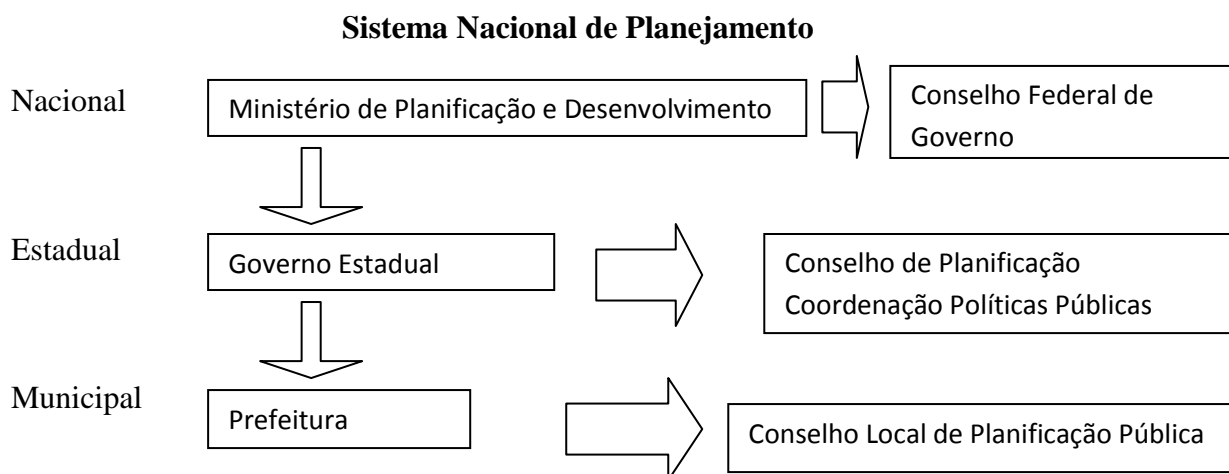 Sistema Nacional de Planejamento
Nacional
Ministério de Planificação e Desenvolvimento
Conselho Federal de
Governo
Estadual
Governo Estadual
Conselho de Planificação
Coordenação Políticas Públicas
Municipal
Prefeitura
Conselho Local de Planificação Pública